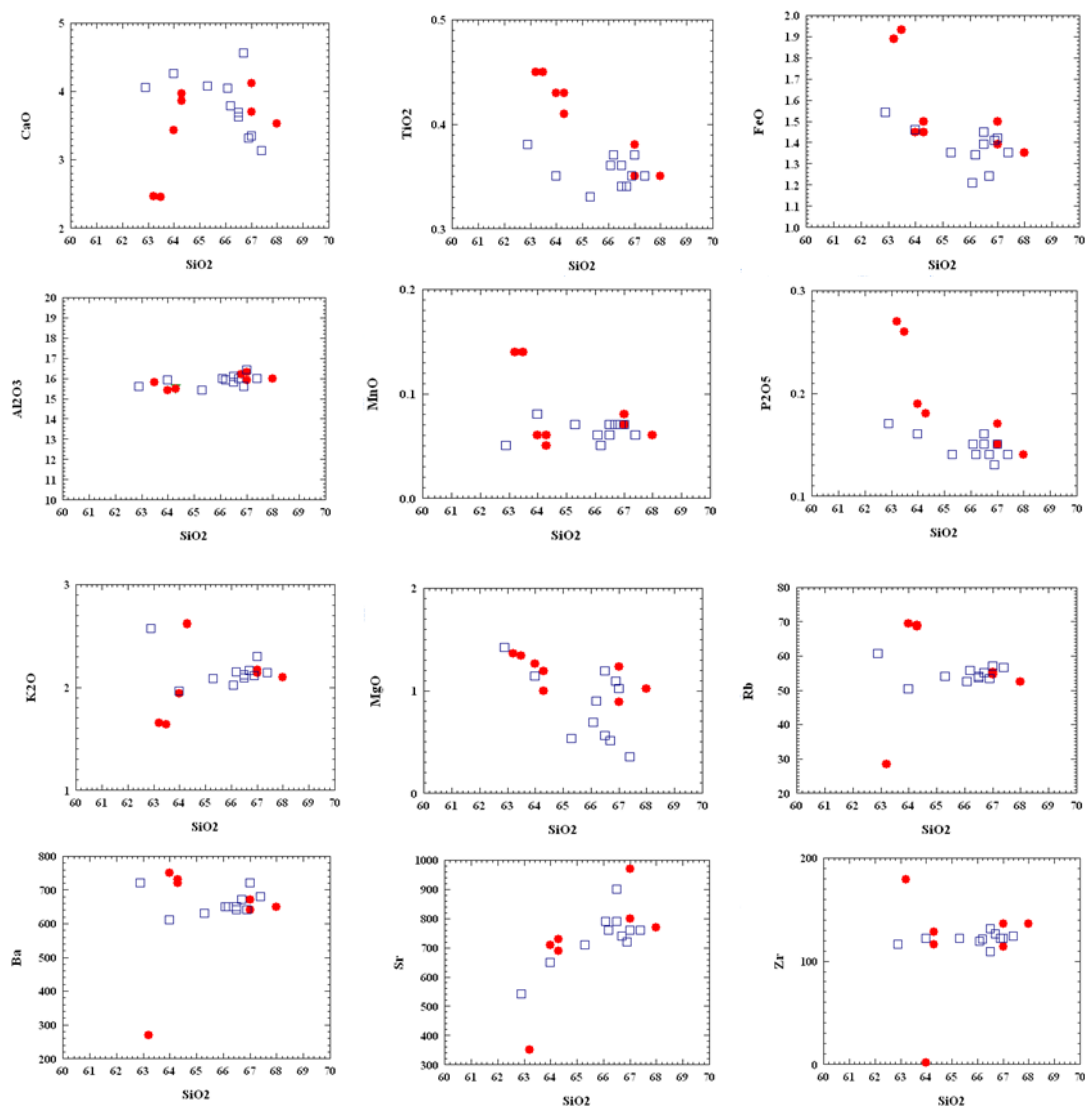 5
4
3
2
CaO
60 61 62 63 64 65 66 67 68 69 70
SiO2
0.5
0.4
0.3
TiO2
60 61 62 63 64 65 66 67 68 69 70
SiO2
2.0
1.9
1.8
1.7
1.6
1.5
1.4
1.3
1.2
1.1
1.0
FeO
60 61 62 63 64 65 66 67 68 69 70
SiO2
20
19
18
17
16
15
14
13
12
11
10
Al2O3
60 61 62 63 64 65 66 67 68 69 70
SiO2
0.2
0.1
0.0
MnO
60 61 62 63 64 65 66 67 68 69 70
SiO2
0.3
0.2
0.1
P2O5
60 61 62 63 64 65 66 67 68 69 70
SiO2
3
2
1
K2O
60 61 62 63 64 65 66 67 68 69 70
SiO2
2
1
0
MgO
60 61 62 63 64 65 66 67 68 69 70
SiO2
80
70
60
50
40
30
20
Rb
60 61 62 63 64 65 66 67 68 69 70
SiO2
800
700
600
500
400
300
200
Ba
60 61 62 63 64 65 66 67 68 69 70
SiO2
1000
900
800
700
600
500
400
300
Sr
60 61 62 63 64 65 66 67 68 69 70
SiO2
200
100
0
Zr
60 61 62 63 64 65 66 67 68 69 70
SiO2